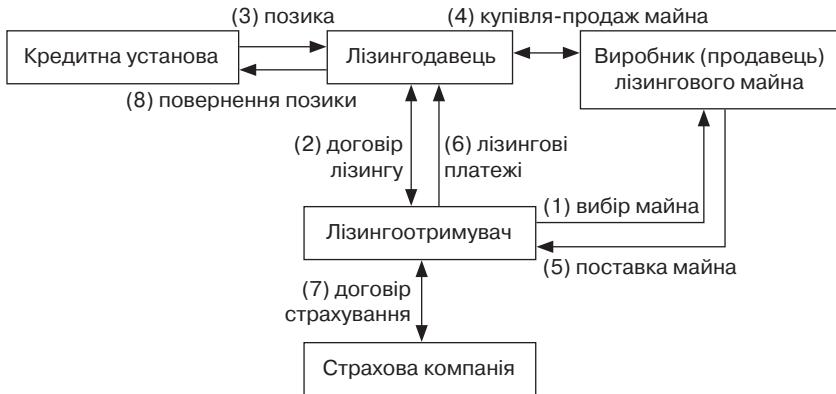 (3) позика
(4) купівля-продаж майна
Кредитна установа
Лізингодавець
Виробник (продавець)
лізингового майна
(8) повернення позики
(2) договір
лізингу
(6) лізингові
платежі
(1) вибір майна
Лізингоотримувач
(5) поставка майна
(7) договір
страхування
Страхова компанія